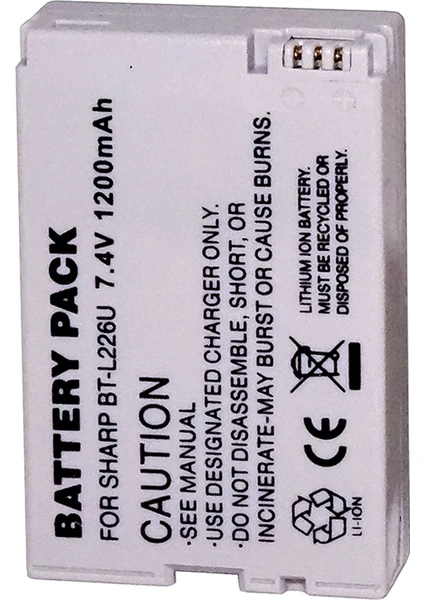 BATTERY PACK
FOR SHARP BT-L226U 7.4V 1200mAh
CAUTION
•SEE MANUAL
•USE DESIGNATED CHARGER ONLY.
•DO NOT DISASSEMBLE, SHORT, OR
INCINERATE-MAY BURST OR CAUSE BURNS.
LITHIUM ION BATTERY.
MUST BE RECYCLED OR
DISPOSED OF PROPERLY.
CE
LI-ION